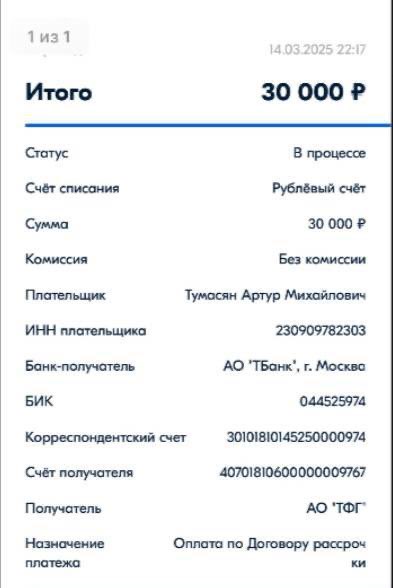 1 из 1
14.03.2025 22:17
Итого 30 000 ₽
Статус В процессе
Счёт списания Рублёвый счёт
Сумма 30 000 ₽
Комиссия Без комиссии
Плательщик Тумасян Артур Михайлович
ИНН плательщика 230909782303
Банк-получатель АО "ТБанк", г. Москва
БИК 044525974
Корреспондентский счет 30101810145250000974
Счёт получателя 40701810600000009767
Получатель АО "ТФГ"
Назначение Оплата по Договору рассроч
платежа ки